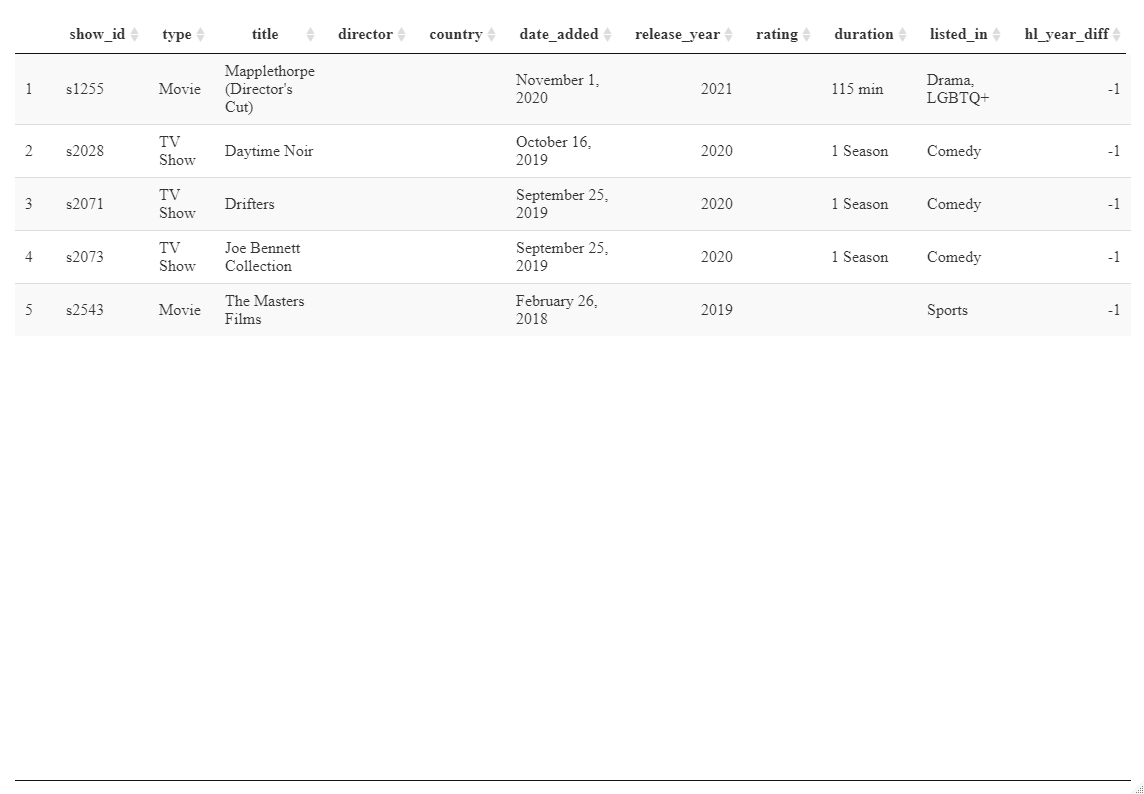 show_id type title director country date_added release_year rating duration listed_in hl_year_diff
1 s1255 Movie Mapplethorpe (Director's Cut) November 1, 2020 2021 115 min Drama, LGBTQ+ -1
2 s2028 TV Show Daytime Noir October 16, 2019 2020 1 Season Comedy -1
3 s2071 TV Show Drifters September 25, 2019 2020 1 Season Comedy -1
4 s2073 TV Show Joe Bennett Collection September 25, 2019 2020 1 Season Comedy -1
5 s2543 Movie The Masters Films February 26, 2018 2019 Sports -1